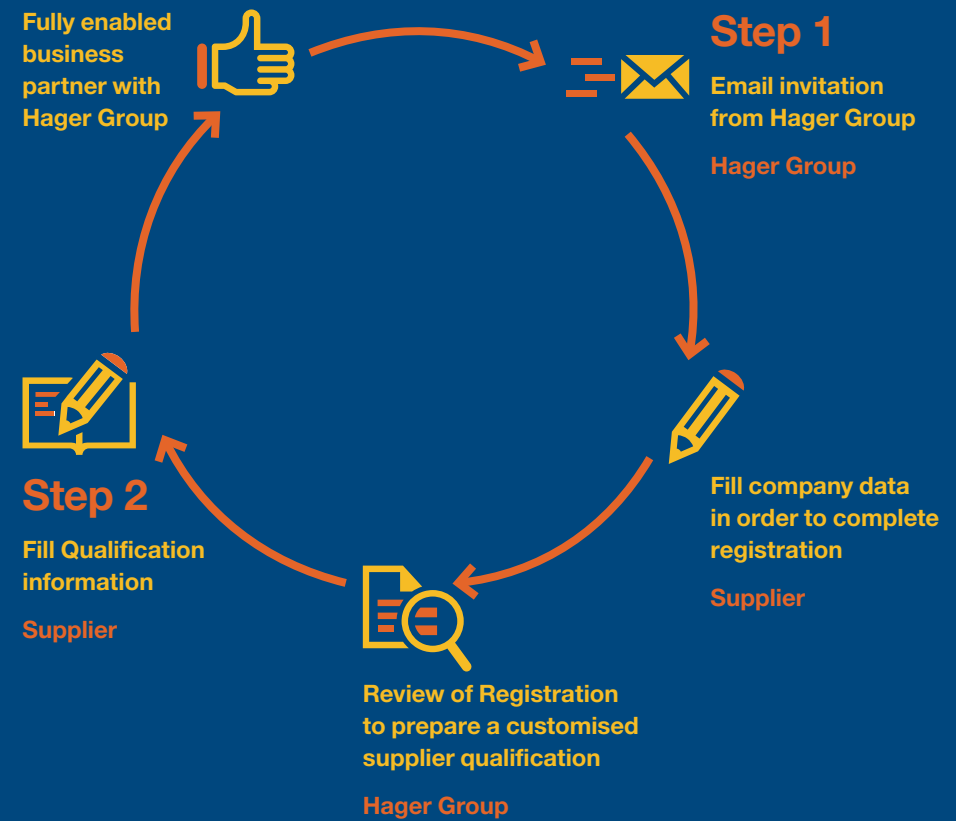 Fully enabled
business
partner with
Hager Group
Step 1
Email invitation
from Hager Group
Hager Group
Fill company data
in order to complete
registration
Supplier
Review of Registration
to prepare a customised
supplier qualification
Hager Group
Step 2
Fill Qualification
information
Supplier